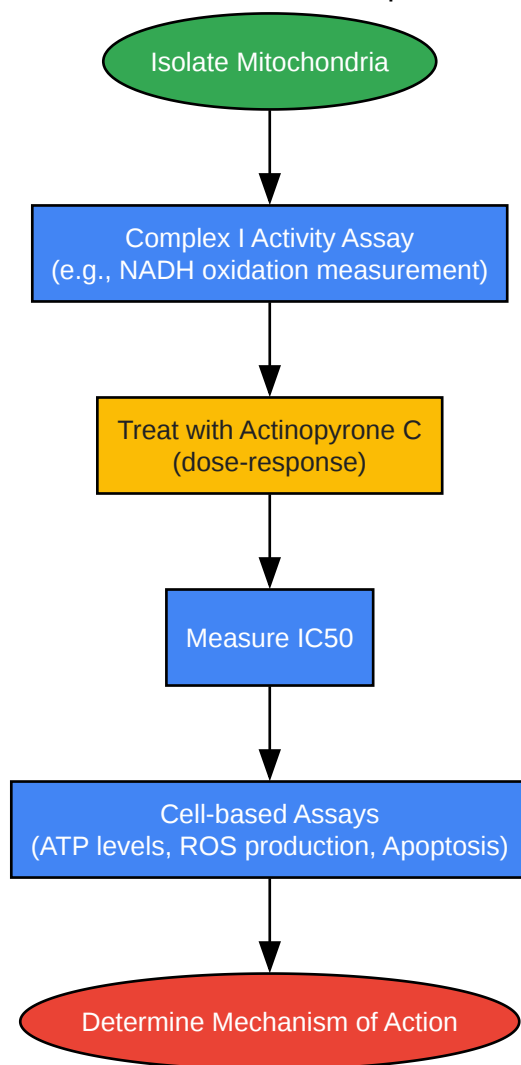 Isolate Mitochondria
Complex I Activity Assay
(e.g., NADH oxidation measurement)
Treat with Actinopyrone C
(dose-response)
Measure IC50
Cell-based Assays
(ATP levels, ROS production, Apoptosis)
Determine Mechanism of Action